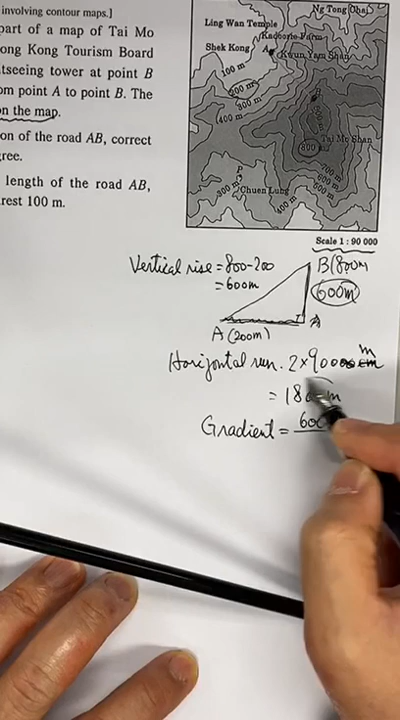 involving contour maps.]
part of a map of Tai Mo
ong Kong Tourism Board
tseeing tower at point B
om point A to point B. The
on the map.
on of the road AB, correct
ree.
length of the road AB,
rest 100 m.
Ng Tong Chai
Ling Wan Temple
Kadoorie Farm
Shek Kong
A
Kwun Yam Shan
100 m
200 m
300 m
400 m
B
Tai Mo Shan
800 m
700 m
600 m
500 m
P
300 m
Chuen Lung
400 m
Scale 1 : 90 000
Vertical rise = 800-200
= 600m
B(800m
600m
A
A (200m)
Horizontal run. 2 × 900 m
= 180 m
Gradient = 600